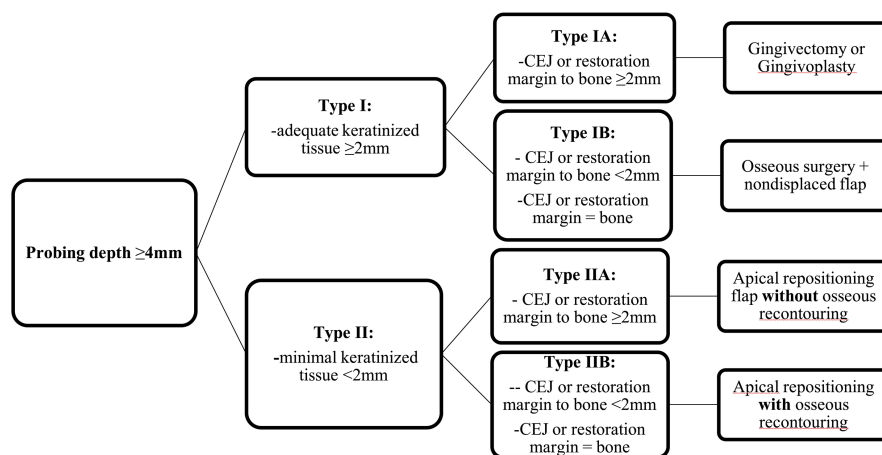 Probing depth ≥4mm
Type I:
-adequate keratinized
tissue ≥2mm
Type II:
-minimal keratinized
tissue <2mm
Type IA:
-CEJ or restoration
margin to bone ≥2mm
Type IB:
- CEJ or restoration
margin to bone <2mm
-CEJ or restoration
margin = bone
Type IIA:
- CEJ or restoration
margin to bone ≥2mm
Type IIB:
-- CEJ or restoration
margin to bone <2mm
-CEJ or restoration
margin = bone
Gingivectomy or
Gingivoplasty
Osseous surgery +
nondisplaced flap
Apical repositioning
flap without osseous
recontouring
Apical repositioning
with osseous
recontouring